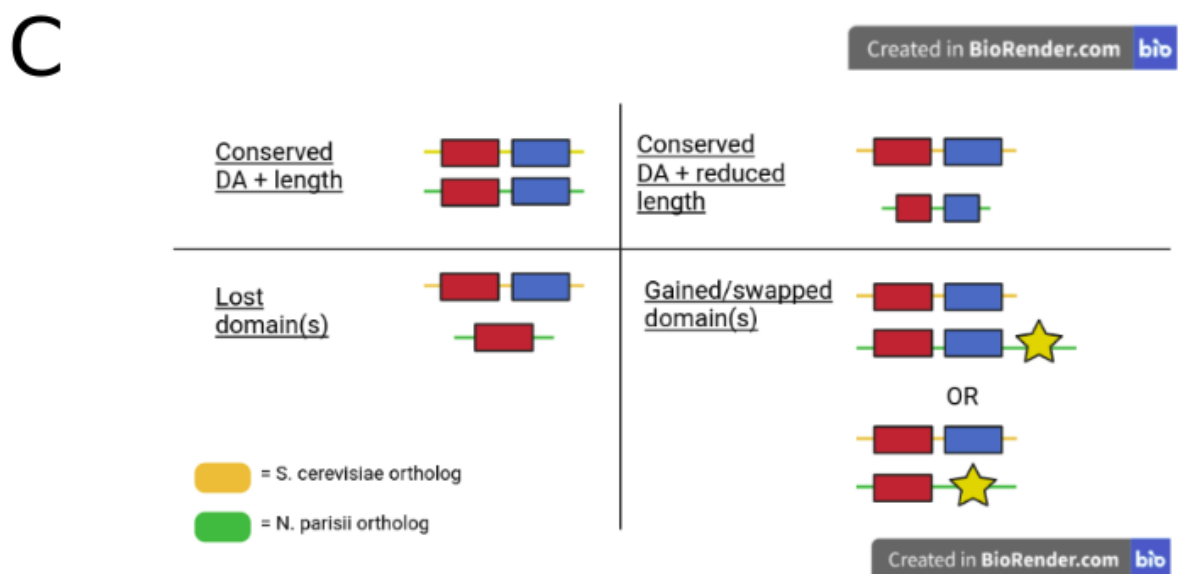 C
Created in BioRender.com bio
Conserved
DA + length
Conserved
DA + reduced
length
Lost
domain(s)
Gained/swapped
domain(s)
OR
= S. cerevisiae ortholog
= N. parisii ortholog
Created in BioRender.com bio